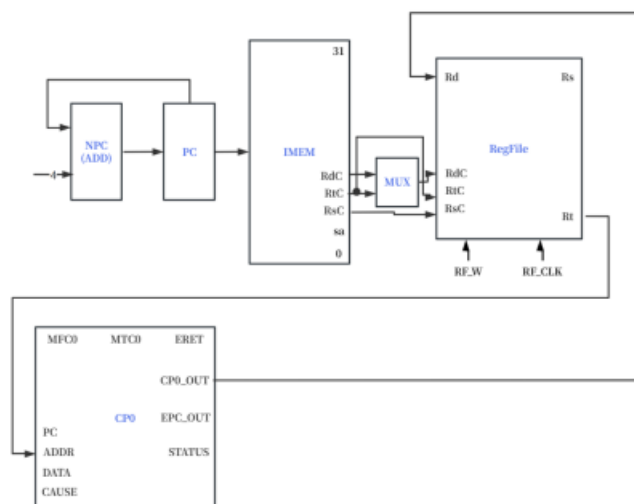 31
Rd
Rs
NPC
(ADD)
PC
IMEM
RegFile
4
RdC
MUX
RdC
RtC
RtC
RsC
RsC
Rt
sa
0
RF_W
RF_CLK
MFC0
MTC0
ERET
CP0_OUT
CP0
EPC_OUT
PC
ADDR
STATUS
DATA
CAUSE